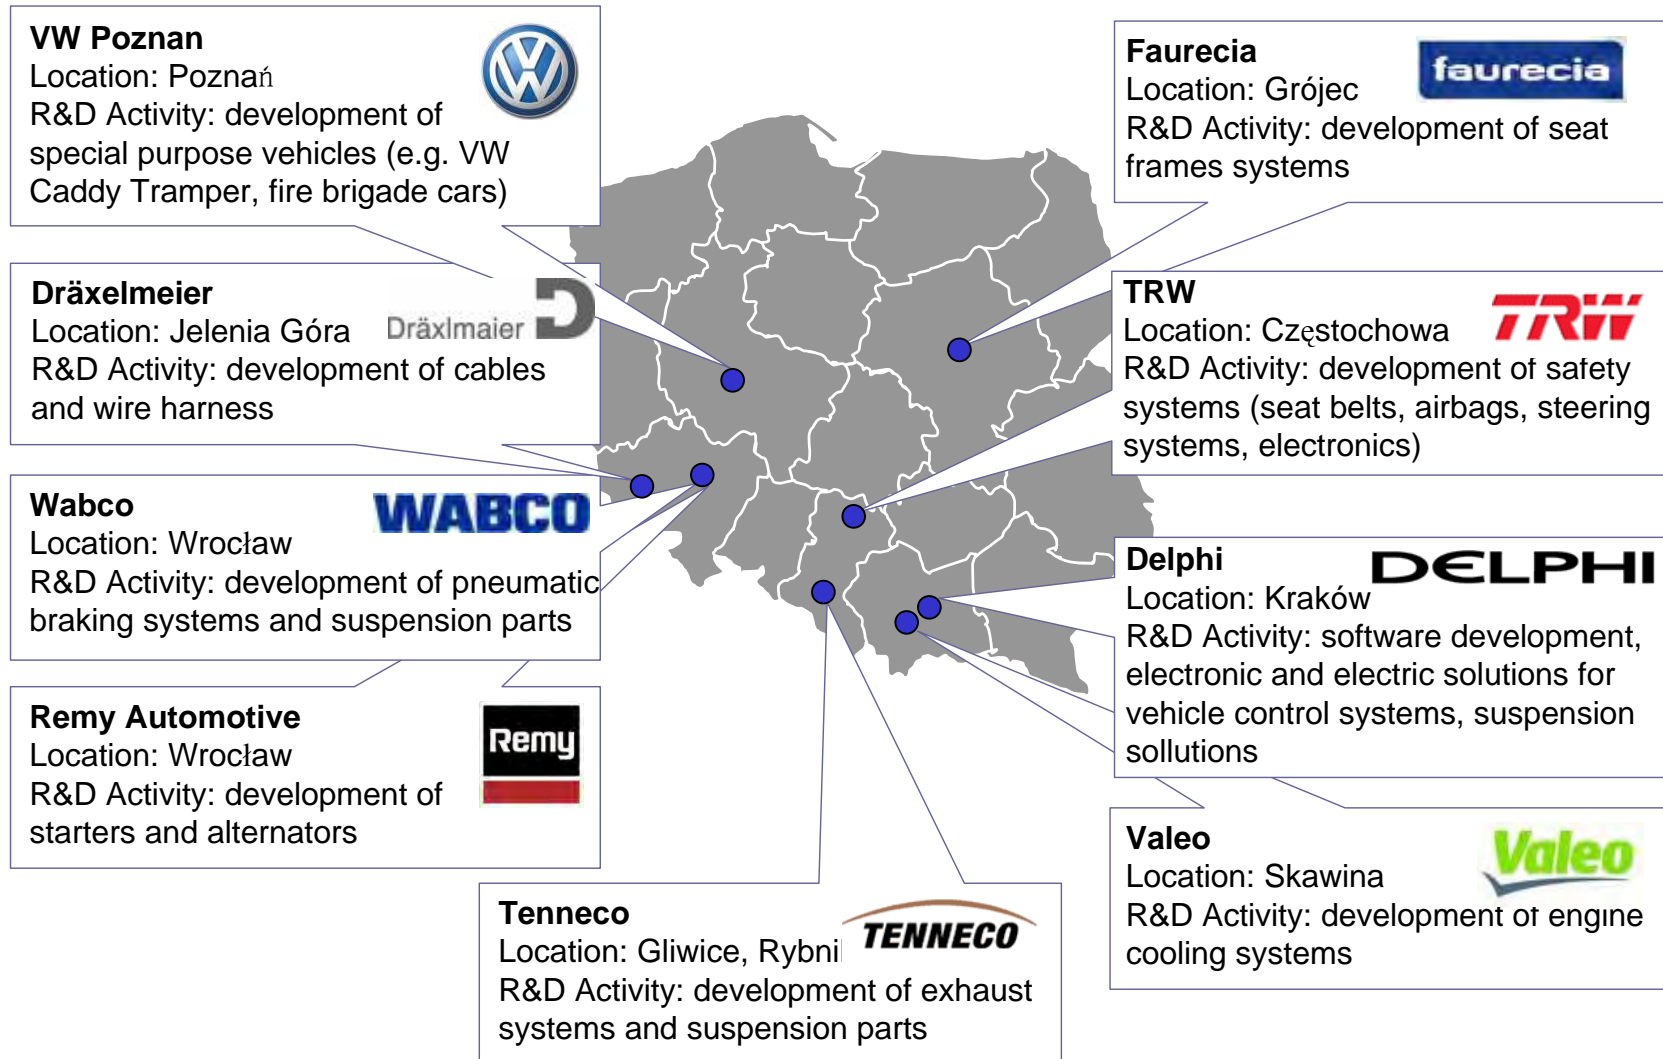 VW Poznan
Location: Poznań
R&D Activity: development of
special purpose vehicles (e.g. VW
Caddy Tramper, fire brigade cars)
Faurecia
faurecia
Location: Grójec
R&D Activity: development of seat
frames systems
Dräxelmeier
Location: Jelenia Góra
Dräxlmaier
R&D Activity: development of cables
and wire harness
TRW
TRW
Location: Częstochowa
R&D Activity: development of safety
systems (seat belts, airbags, steering
systems, electronics)
Wabco
WABCO
Location: Wrocław
R&D Activity: development of pneumatic
braking systems and suspension parts
Delphi
DELPHI
Location: Kraków
R&D Activity: software development,
electronic and electric solutions for
vehicle control systems, suspension
sollutions
Remy Automotive
Remy
Location: Wrocław
R&D Activity: development of
starters and alternators
Valeo
Valeo
Location: Skawina
R&D Activity: development of engine
cooling systems
Tenneco
TENNECO
Location: Gliwice,
R&D Activity: development of exhaust
systems and suspension parts